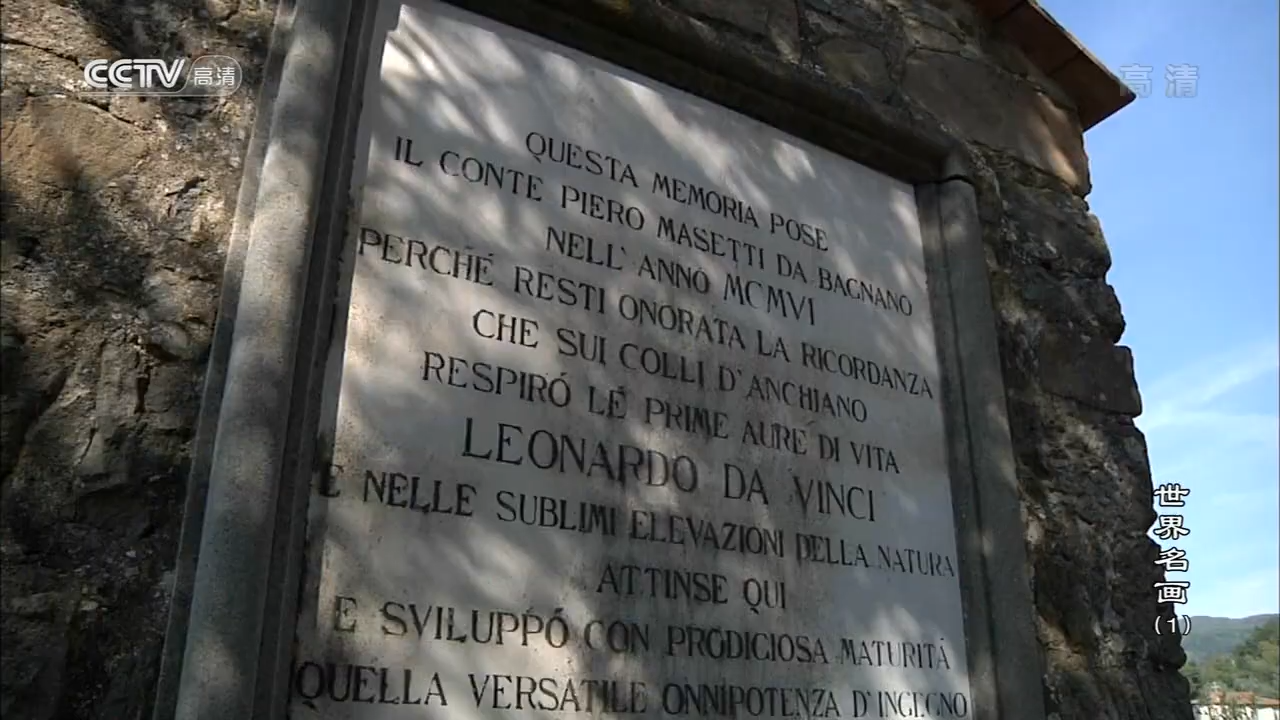 CCTV 高清
高清
QUESTA MEMORIA POSE
IL CONTE PIERO MASETTI DA BAGNANO
NELL' ANNO MCMVI
PERCHÉ RESTI ONORATA LA RICORDANZA
CHE SUI COLLI D'ANCHIANO
RESPIRÓ LE PRIME AURE DI VITA
LEONARDO DA VINCI
E NELLE SUBLIMI ELEVAZIONI DELLA NATURA
ATTINSE QUI
E SVILUPPÓ CON PRODIGIOSA MATURITÁ
QUELLA VERSATILE ONNIPOTENZA D'INGEGNO
世界名画
(1)